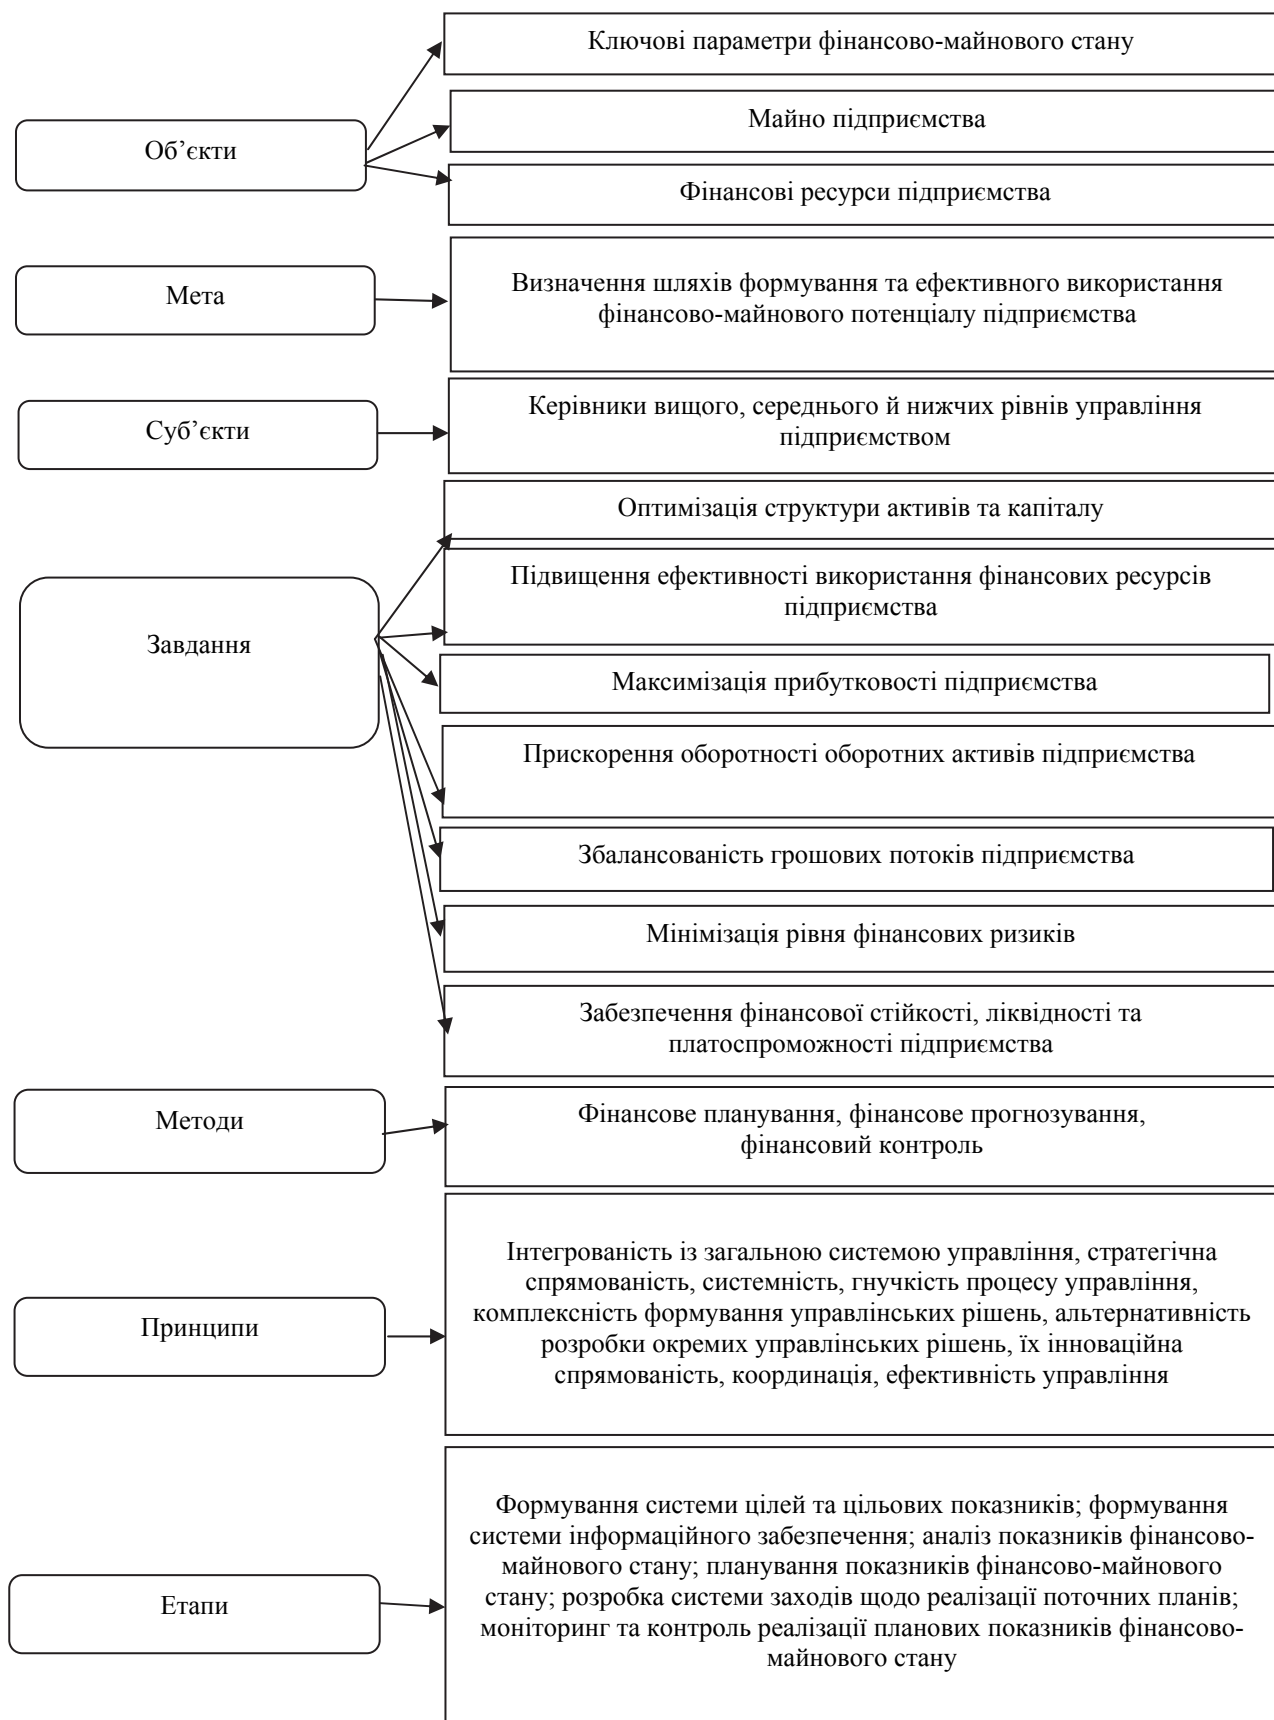 Ключові параметри фінансово-майнового стану
Об’єкти
Майно підприємства
Фінансові ресурси підприємства
Мета
Визначення шляхів формування та ефективного використання
фінансово-майнового потенціалу підприємства
Суб’єкти
Керівники вищого, середнього й нижчих рівнів управління
підприємством
Завдання
Оптимізація структури активів та капіталу
Підвищення ефективності використання фінансових ресурсів
підприємства
Максимізація прибутковості підприємства
Прискорення оборотності оборотних активів підприємства
Збалансованість грошових потоків підприємства
Мінімізація рівня фінансових ризиків
Забезпечення фінансової стійкості, ліквідності та
платоспроможності підприємства
Методи
Фінансове планування, фінансове прогнозування,
фінансовий контроль
Принципи
Інтегрованість із загальною системою управління, стратегічна
спрямованість, системність, гнучкість процесу управління,
комплексність формування управлінських рішень, альтернативність
розробки окремих управлінських рішень, їх інноваційна
спрямованість, координація, ефективність управління
Етапи
Формування системи цілей та цільових показників; формування
системи інформаційного забезпечення; аналіз показників фінансово-
майнового стану; планування показників фінансово-майнового
стану; розробка системи заходів щодо реалізації поточних планів;
моніторинг та контроль реалізації планових показників фінансово-
майнового стану